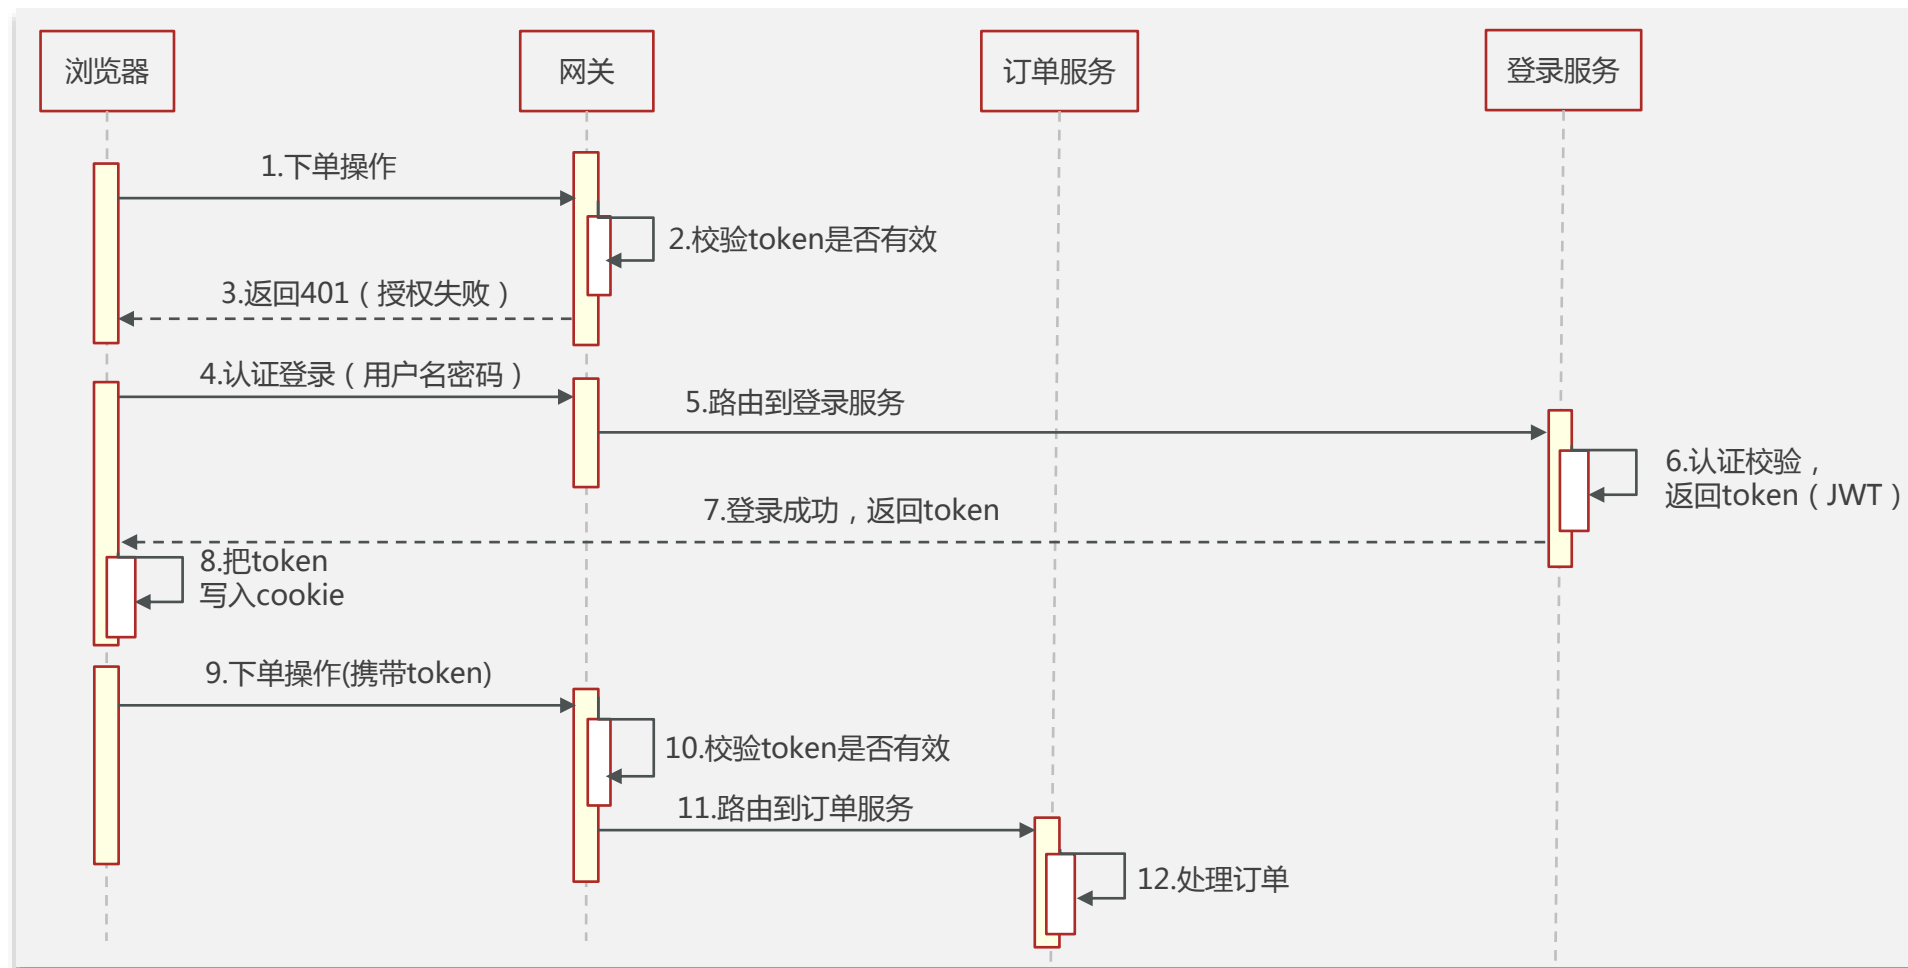 浏览器
网关
订单服务
登录服务
1.下单操作
2.校验token是否有效
3.返回401（授权失败）
4.认证登录（用户名密码）
5.路由到登录服务
6.认证校验，
返回token（JWT）
7.登录成功，返回token
8.把token
写入cookie
9.下单操作(携带token)
10.校验token是否有效
11.路由到订单服务
12.处理订单